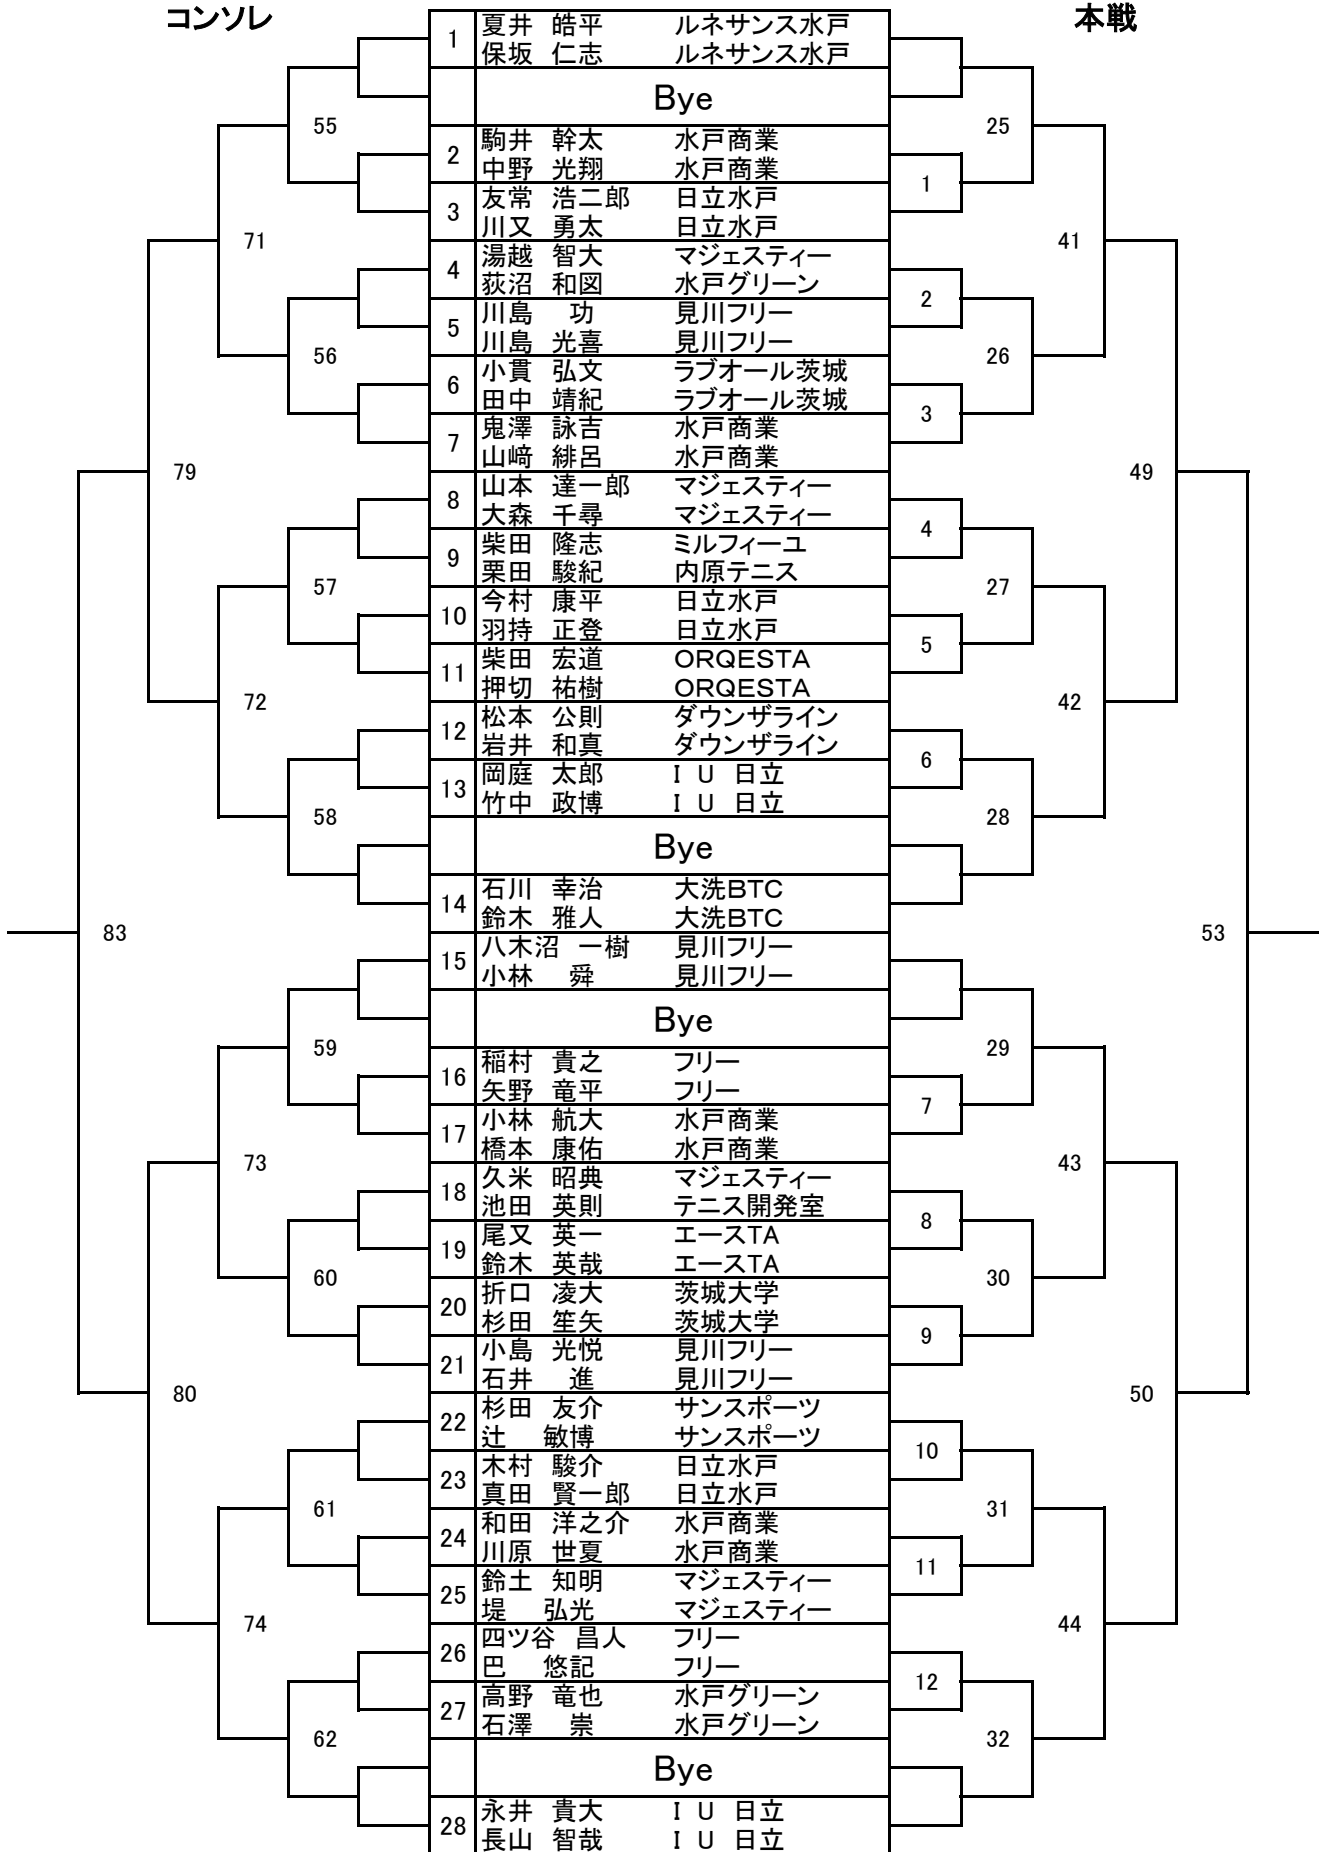 コンソレ 本戦
1 夏井 皓平 ルネサンス水戸
保坂 仁志 ルネサンス水戸
Bye
55 25
2 駒井 幹太 水戸商業
中野 光翔 水戸商業
1
3 友常 浩二郎 日立水戸
川又 勇太 日立水戸
71 41
4 湯越 智大 マジェスティー
荻沼 和図 水戸グリーン
2
5 川島 功 見川フリー
川島 光喜 見川フリー
56 26
6 小貫 弘文 ラブオール茨城
田中 靖紀 ラブオール茨城
3
7 鬼澤 詠吉 水戸商業
山﨑 緋呂 水戸商業
79 49
8 山本 達一郎 マジェスティー
大森 千尋 マジェスティー
4
9 柴田 隆志 ミルフィーユ
栗田 駿紀 内原テニス
57 27
10 今村 康平 日立水戸
羽持 正登 日立水戸
5
11 柴田 宏道 ORQESTA
押切 祐樹 ORQESTA
72 42
12 松本 公則 ダウンザライン
岩井 和真 ダウンザライン
6
13 岡庭 太郎 I U 日立
竹中 政博 I U 日立
58 28
Bye
14 石川 幸治 大洗BTC
鈴木 雅人 大洗BTC
83 53
15 八木沼 一樹 見川フリー
小林 舜 見川フリー
Bye
59 29
16 稲村 貴之 フリー
矢野 竜平 フリー
7
17 小林 航大 水戸商業
橋本 康佑 水戸商業
73 43
18 久米 昭典 マジェスティー
池田 英則 テニス開発室
8
19 尾又 英一 エースTA
鈴木 英哉 エースTA
60 30
20 折口 凌大 茨城大学
杉田 笙矢 茨城大学
9
21 小島 光悦 見川フリー
石井 進 見川フリー
80 50
22 杉田 友介 サンスポーツ
辻 敏博 サンスポーツ
10
23 木村 駿介 日立水戸
真田 賢一郎 日立水戸
61 31
24 和田 洋之介 水戸商業
川原 世夏 水戸商業
11
25 鈴土 知明 マジェスティー
堤 弘光 マジェスティー
74 44
26 四ツ谷 昌人 フリー
巴 悠記 フリー
12
27 高野 竜也 水戸グリーン
石澤 崇 水戸グリーン
62 32
Bye
28 永井 貴大 I U 日立
長山 智哉 I U 日立